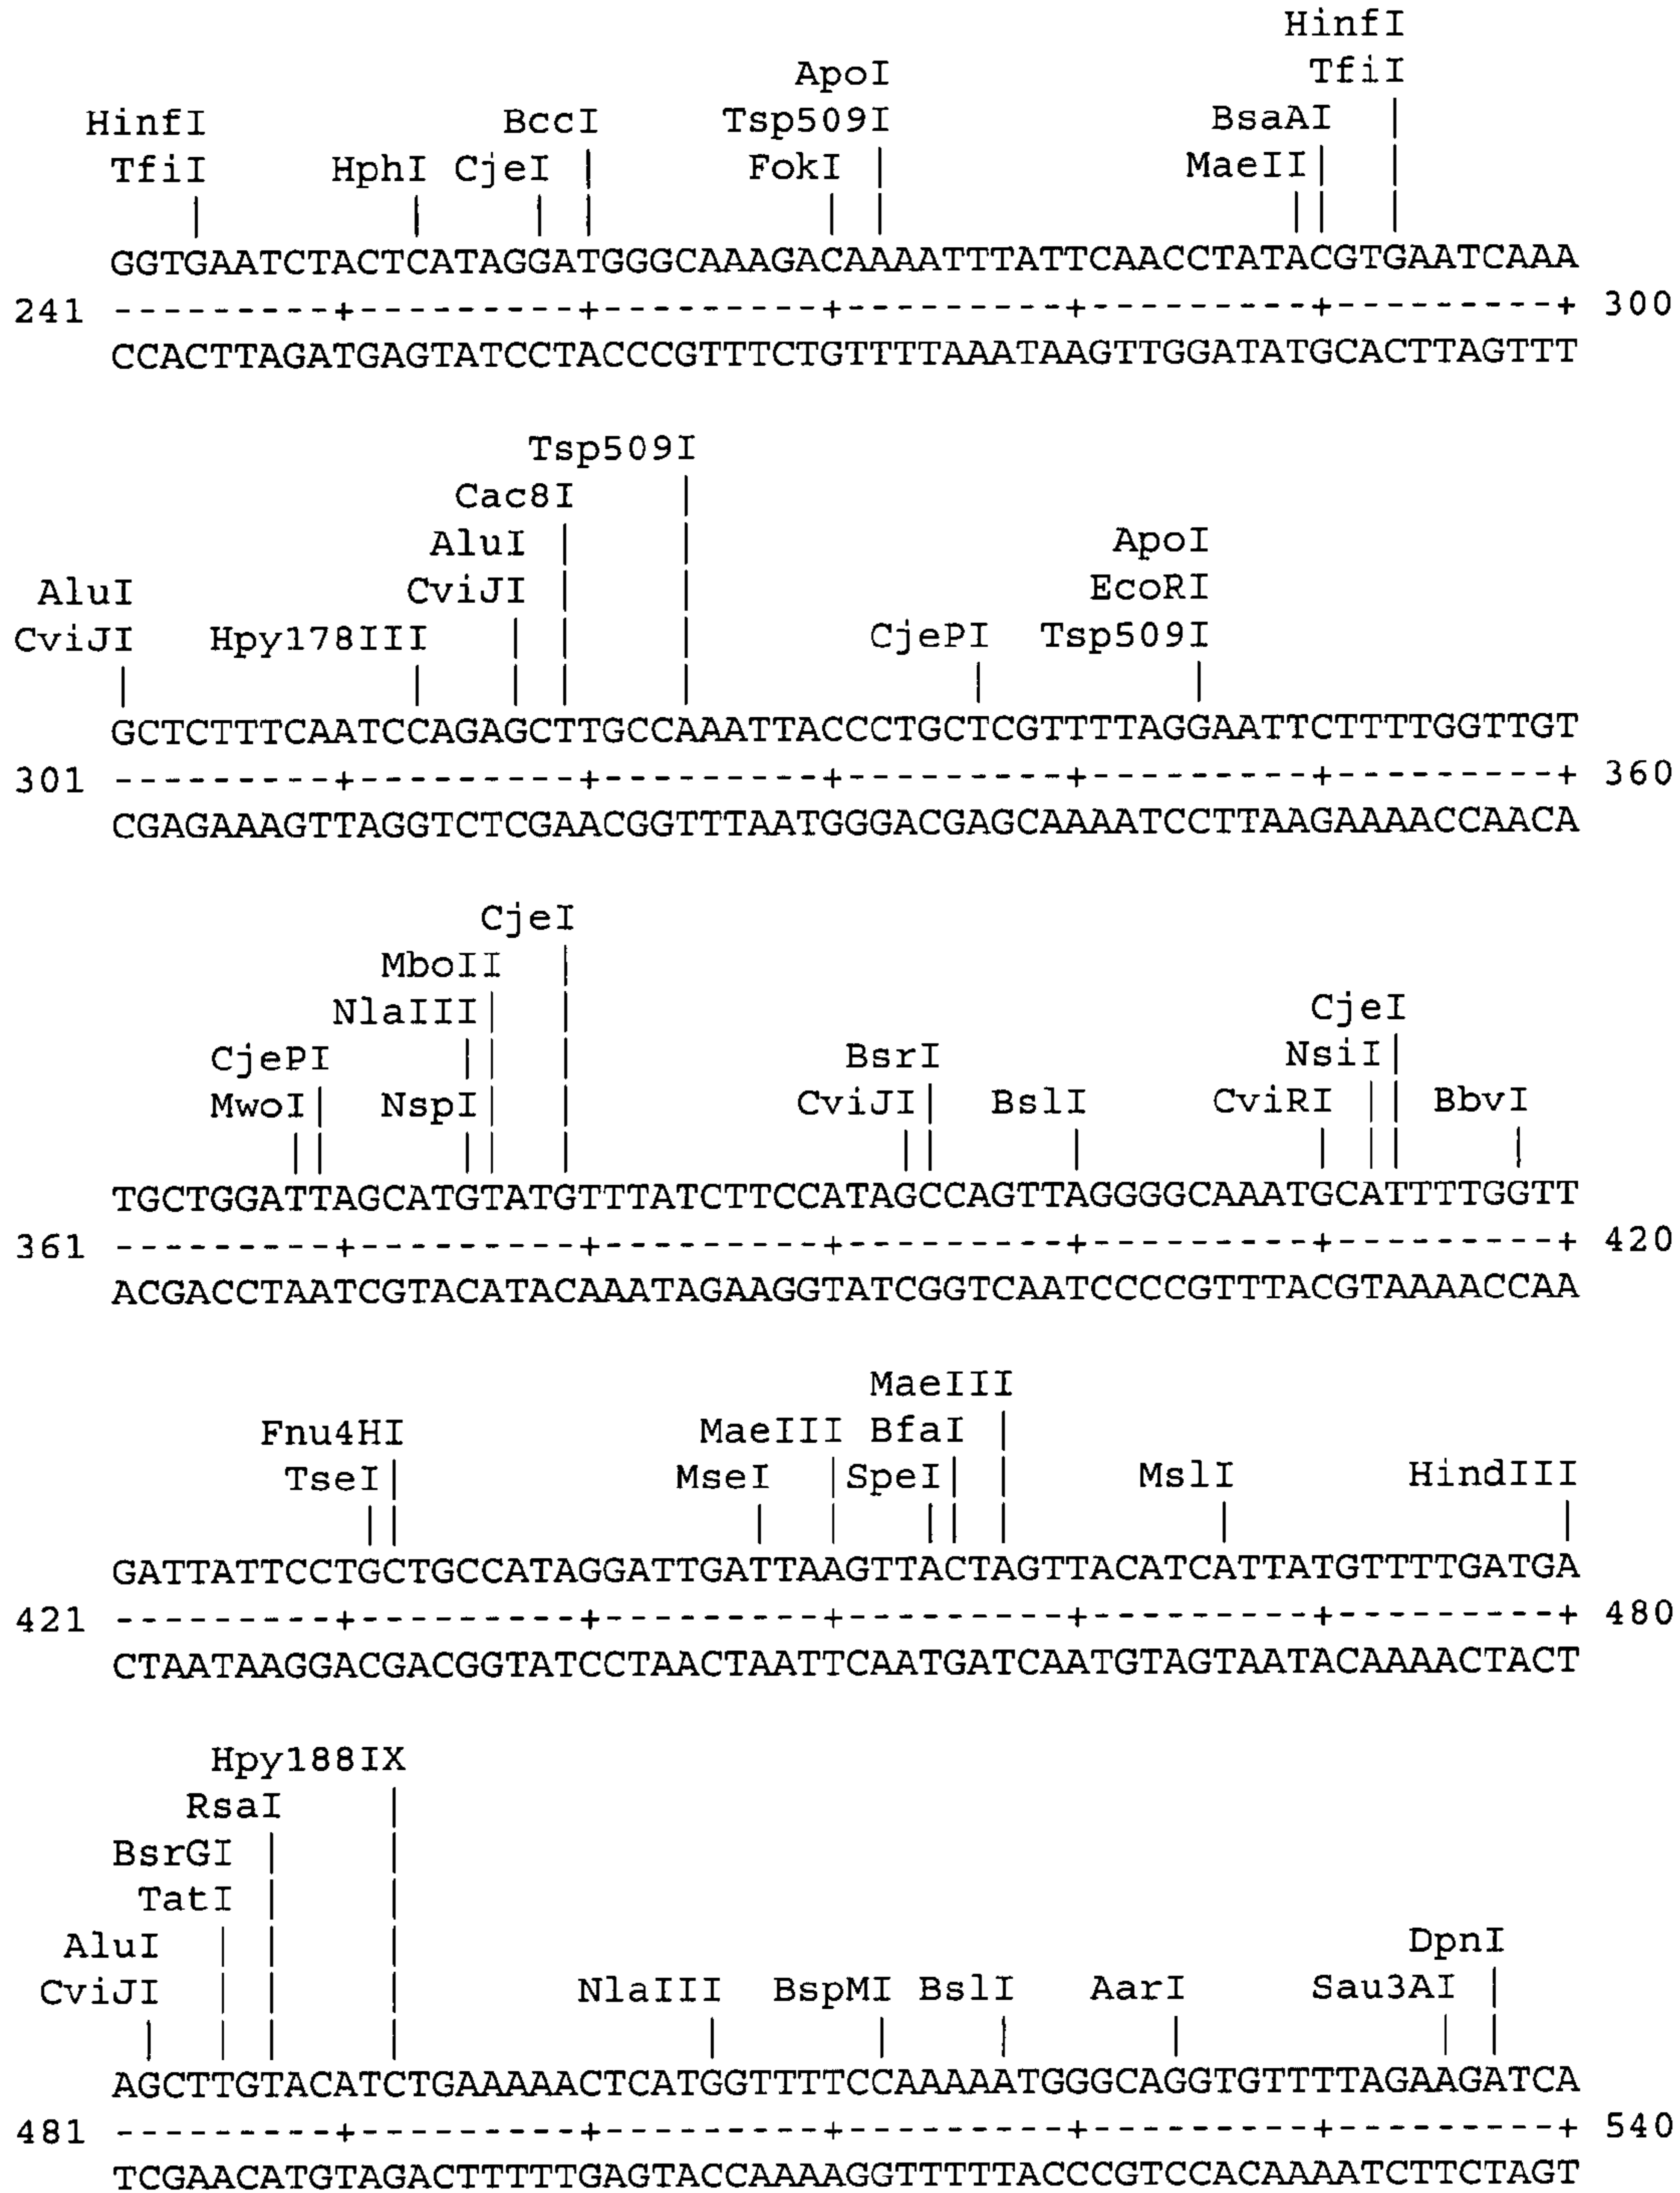 HinfI
ApoI TfiI
HinfI BccI Tsp509I BsaAI |
TfiI HphI CjeI | FokI | MaeII| |
| | | | | | || |
GGTGAATCTACTCATAGGATGGGCAAAGACAAAATTTATTCAACCTATACGTGAATCAAA
241 ---------+---------+---------+---------+---------+---------+ 300
CCACTTAGATGAGTATCCTACCCGTTTCTGTTTTAAATAAGTTGGATATGCACTTAGTTT
Tsp509I
Cac8I |
AluI | | ApoI
AluI CviJI | | EcoRI
CviJI Hpy178III | | | CjePI Tsp509I
| | | | | | |
GCTCTTTCAATCCAGAGCTTGCCAAATTACCCTGCTCGTTTTAGGAATTCTTTTGGTTGT
301 ---------+---------+---------+---------+---------+---------+ 360
CGAGAAAGTTAGGTCTCGAACGGTTTAATGGGACGAGCAAAATCCTTAAGAAAACCAACA
CjeI
MboII |
NlaIII| | CjeI
CjePI || | BsrI NsiI|
MwoI| NspI| | CviJI| BslI CviRI || BbvI
|| || | || | | || |
TGCTGGATTAGCATGTATGTTTATCTTCCATAGCCAGTTAGGGGCAAATGCATTTTGGTT
361 ---------+---------+---------+---------+---------+---------+ 420
ACGACCTAATCGTACATACAAATAGAAGGTATCGGTCAATCCCCGTTTACGTAAAACCAA
MaeIII
Fnu4HI MaeIII BfaI |
TseI| MseI |SpeI| | MslI HindIII
|| | | || | | |
GATTATTCCTGCTGCCATAGGATTGATTAAGTTACTAGTTACATCATTATGTTTTGATGA
421 ---------+---------+---------+---------+---------+---------+ 480
CTAATAAGGACGACGGTATCCTAACTAATTCAATGATCAATGTAGTAATACAAAACTACT
Hpy188IX
RsaI |
BsrGI | |
TatI | |
AluI | | | DpnI
CviJI | | | NlaIII BspMI BslI AarI Sau3AI |
| | | | | | | | | |
AGCTTGTACATCTGAAAAACTCATGGTTTTCCAAAAATGGGCAGGTGTTTTAGAAGATCA
481 ---------+---------+---------+---------+---------+---------+ 540
TCGAACATGTAGACTTTTTGAGTACCAAAAGGTTTTTACCCGTCCACAAAATCTTCTAGT